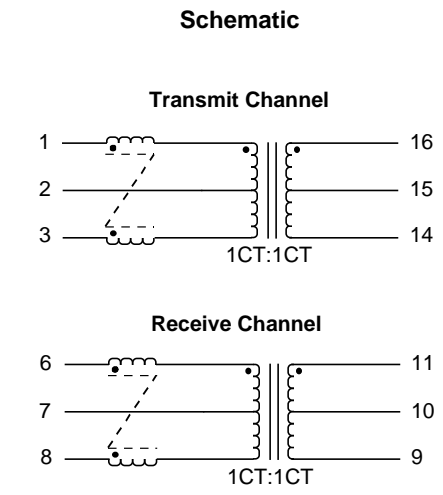 Schematic
Transmit Channel
1 16
2 15
3 14
1CT:1CT
Receive Channel
6 11
7 10
8 9
1CT:1CT